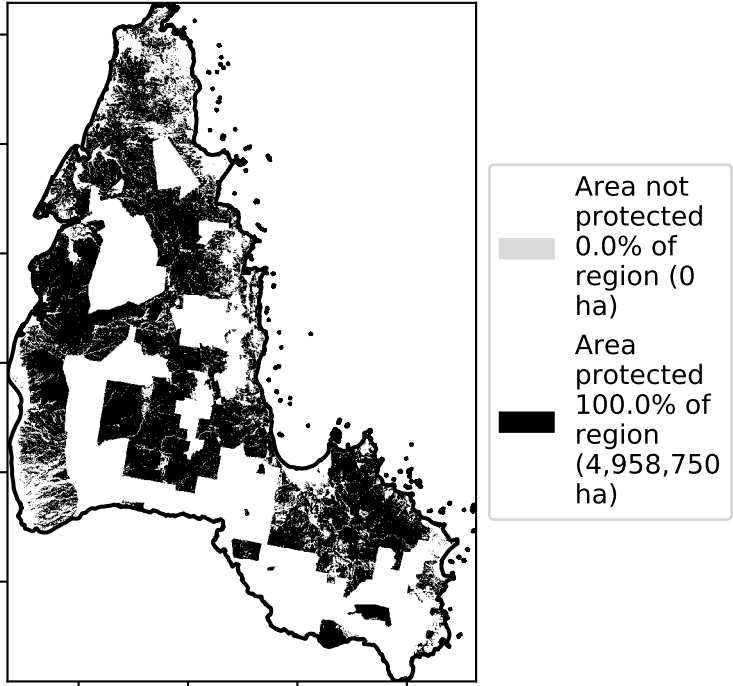 Area not
protected
0.0% of
region (0
ha)
Area
protected
100.0% of
region
(4,958,750
ha)